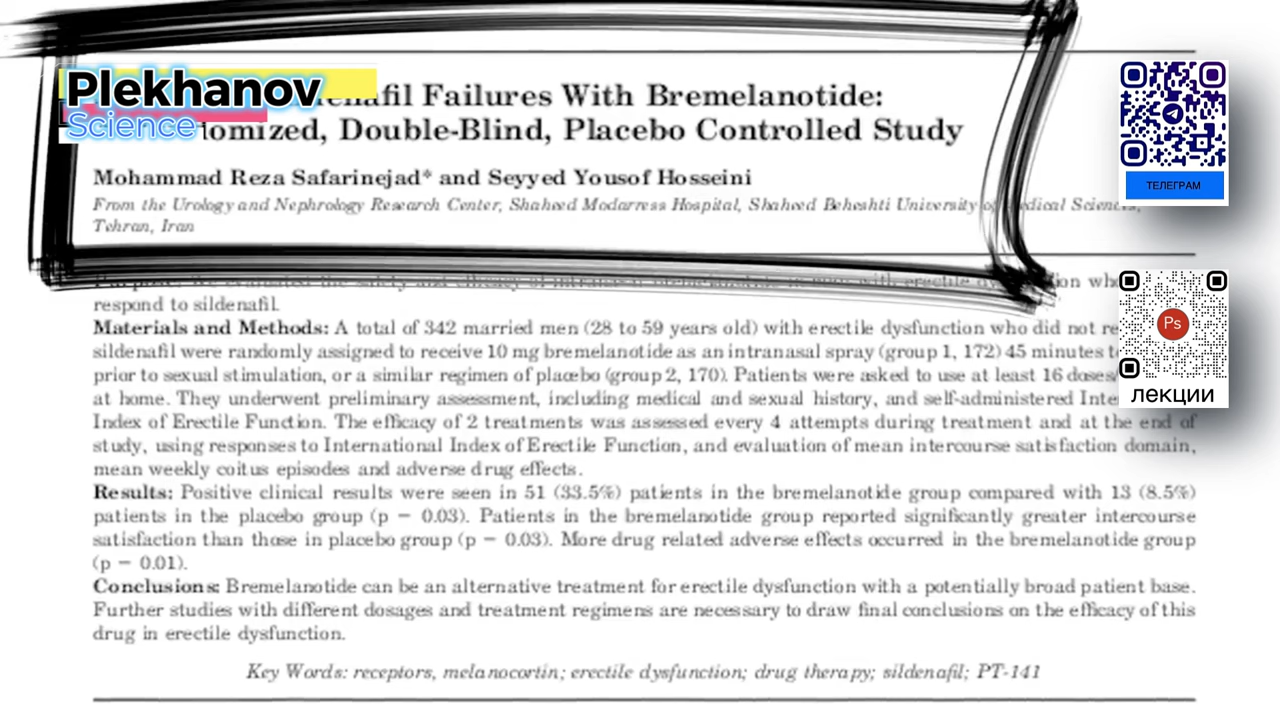 Plekhanov
Science
Failures With Bremelanotide:
Double-Blind, Placebo Controlled Study
Mohammad Reza Safarinejad* and Seyyed Yousof Hosseini
From the Urology and Nephrology Research Center, Shaheed Modarress Hospital, Shaheed Beheshti University of Medical Sciences,
Tehran, Iran
respond to sildenafil.
Materials and Methods: A total of 342 married men (28 to 59 years old) with erectile dysfunction who did not
sildenafil were randomly assigned to receive 10 mg bremelanotide as an intranasal spray (group 1, 172) 45 minutes
prior to sexual stimulation, or a similar regimen of placebo (group 2, 170). Patients were asked to use at least 16 doses/
at home. They underwent preliminary assessment, including medical and sexual history, and self-administered
Index of Erectile Function. The efficacy of 2 treatments was assessed every 4 attempts during treatment and at the end of
study, using responses to International Index of Erectile Function, and evaluation of mean intercourse satisfaction domain,
mean weekly coitus episodes and adverse drug effects.
Results: Positive clinical results were seen in 51 (33.5%) patients in the bremelanotide group compared with 13 (8.5%)
patients in the placebo group (p = 0.03). Patients in the bremelanotide group reported significantly greater intercourse
satisfaction than those in placebo group (p = 0.03). More drug related adverse effects occurred in the bremelanotide group
(p = 0.01).
Conclusions: Bremelanotide can be an alternative treatment for erectile dysfunction with a potentially broad patient base.
Further studies with different dosages and treatment regimens are necessary to draw final conclusions on the efficacy of this
drug in erectile dysfunction.
Key Words: receptors, melanocortin; erectile dysfunction; drug therapy; sildenafil; PT-141
ТЕЛЕГРАМ
Ps
ЛЕКЦИИ